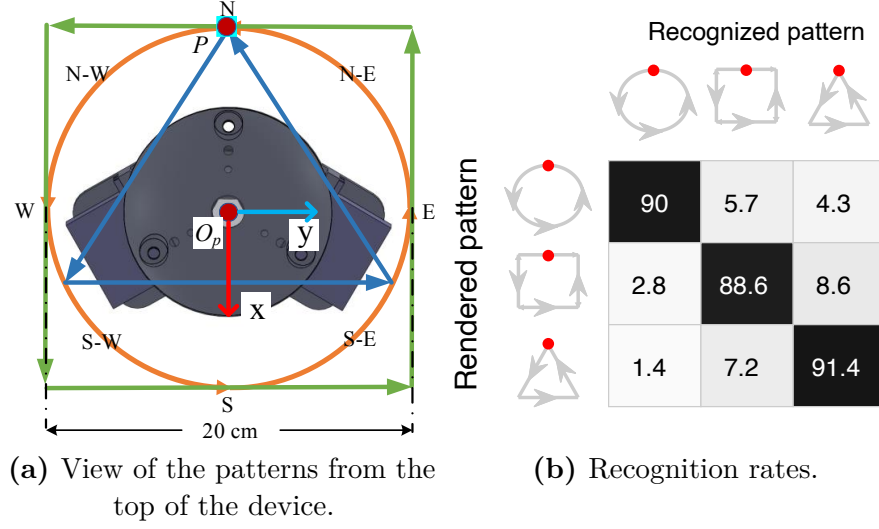 N
P
N-W
N-E
W
E
Oₚ
y
x
S-W
S-E
S
20 cm
(a) View of the patterns from the
top of the device.
Recognized pattern
Rendered pattern
90 5.7 4.3
2.8 88.6 8.6
1.4 7.2 91.4
(b) Recognition rates.